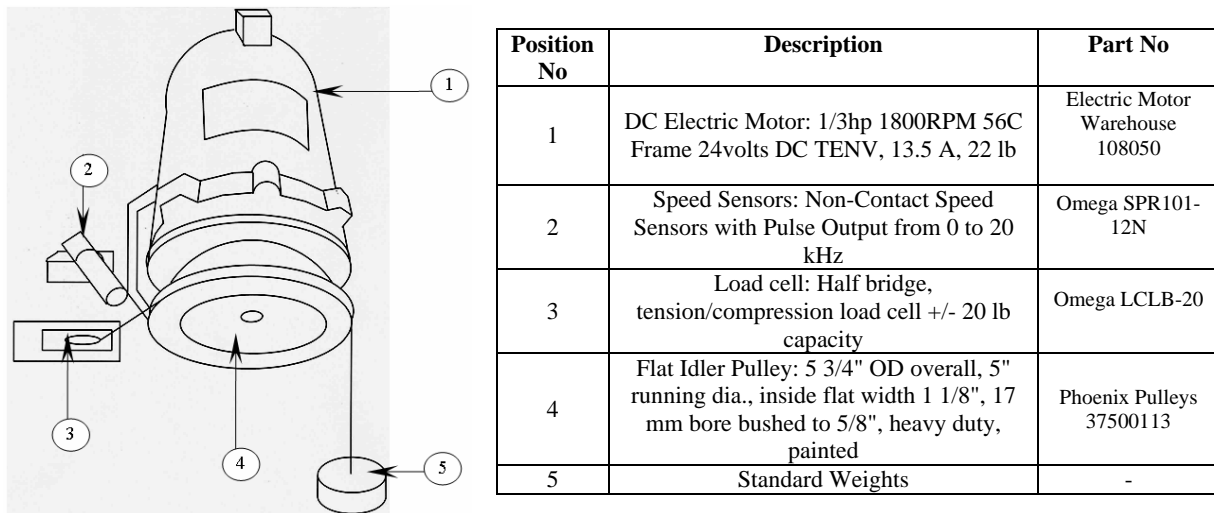 1
2
3
4
5
Position No
Description
Part No
1
DC Electric Motor: 1/3hp 1800RPM 56C
Frame 24volts DC TENV, 13.5 A, 22 lb
Electric Motor
Warehouse
108050
2
Speed Sensors: Non-Contact Speed
Sensors with Pulse Output from 0 to 20
kHz
Omega SPR101-
12N
3
Load cell: Half bridge,
tension/compression load cell +/- 20 lb
capacity
Omega LCLB-20
4
Flat Idler Pulley: 5 3/4" OD overall, 5"
running dia., inside flat width 1 1/8", 17
mm bore bushed to 5/8", heavy duty,
painted
Phoenix Pulleys
37500113
5
Standard Weights
-